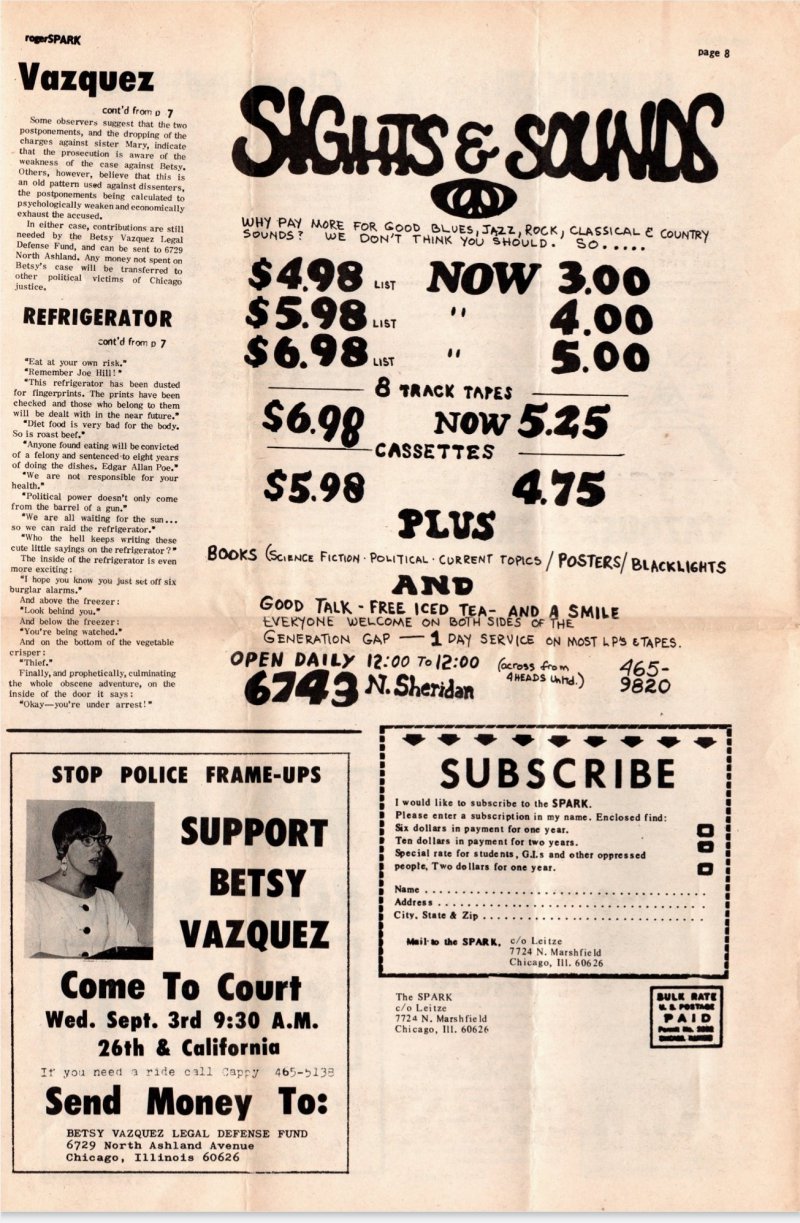 rogerSPARK
page 8
Vazquez
cont'd from p 7
Some observers suggest that the two
postponements, and the dropping of the
charges against sister Mary, indicate
that the prosecution is aware of the
weakness of the case against Betsy.
Others, however, believe that this is
an old pattern used against dissenters,
the postponements being calculated to
psychologically weaken and economically
exhaust the accused.
In either case, contributions are still
needed by the Betsy Vazquez Legal
Defense Fund, and can be sent to 6729
North Ashland. Any money not spent on
Betsy's case will be transferred to
other political victims of Chicago
justice.
REFRIGERATOR
cont'd from p 7
"Eat at your own risk."
"Remember Joe Hill!"
"This refrigerator has been dusted
for fingerprints. The prints have been
checked and those who belong to them
will be dealt with in the near future."
"Diet food is very bad for the body.
So is roast beef."
"Anyone found eating will be convicted
of a felony and sentenced to eight years
of doing the dishes. Edgar Allan Poe."
"We are not responsible for your
health."
"Political power doesn't only come
from the barrel of a gun."
"We are all waiting for the sun...
so we can raid the refrigerator."
"Who the hell keeps writing these
cute little sayings on the refrigerator?"
The inside of the refrigerator is even
more exciting:
"I hope you know you just set off six
burglar alarms."
And above the freezer:
"Look behind you."
And below the freezer:
"You're being watched."
And on the bottom of the vegetable
crisper:
"Thief."
Finally, and prophetically, culminating
the whole obscene adventure, on the
inside of the door it says:
"Okay—you're under arrest!"
SIGHTS & SOUNDS
WHY PAY MORE FOR GOOD BLUES, JAZZ, ROCK, CLASSICAL & COUNTRY
SOUNDS? WE DON'T THINK YOU SHOULD. SO.....
$4.98 LIST NOW 3.00
$5.98 LIST " 4.00
$6.98 LIST " 5.00
8 TRACK TAPES
$6.98 NOW 5.25
CASSETTES
$5.98 4.75
PLUS
BOOKS (SCIENCE FICTION · POLITICAL · CURRENT TOPICS / POSTERS / BLACKLIGHTS
AND
GOOD TALK - FREE ICED TEA - AND A SMILE
EVERYONE WELCOME ON BOTH SIDES OF THE
GENERATION GAP — 1 DAY SERVICE ON MOST LP'S & TAPES.
OPEN DAILY 12:00 TO 12:00 (across from
4 HEADS Unltd.) 465-
9820
6743 N. Sheridan
STOP POLICE FRAME-UPS
SUPPORT
BETSY
VAZQUEZ
Come To Court
Wed. Sept. 3rd 9:30 A.M.
26th & California
If you need a ride call Cappy 465-5138
Send Money To:
BETSY VAZQUEZ LEGAL DEFENSE FUND
6729 North Ashland Avenue
Chicago, Illinois 60626
SUBSCRIBE
I would like to subscribe to the SPARK.
Please enter a subscription in my name. Enclosed find:
Six dollars in payment for one year.
Ten dollars in payment for two years.
Special rate for students, G.I.s and other oppressed
people, Two dollars for one year.
Name
Address
City, State & Zip
Mail to the SPARK, c/o Leitze
7724 N. Marshfield
Chicago, Ill. 60626
The SPARK
c/o Leitze
7724 N. Marshfield
Chicago, Ill. 60626
BULK RATE
U. S. POSTAGE
PAID
Permit No.